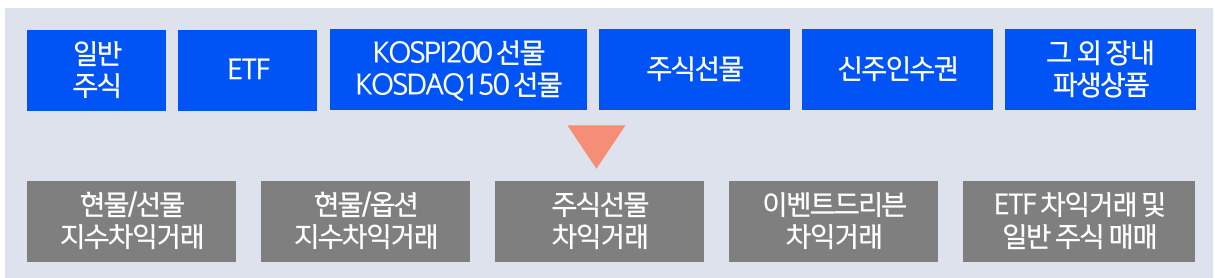 일반
주식
ETF
KOSPI200 선물
KOSDAQ150 선물
주식선물
신주인수권
그 외 장내
파생상품
현물/선물
지수차익거래
현물/옵션
지수차익거래
주식선물
차익거래
이벤트드리븐
차익거래
ETF 차익거래 및
일반 주식 매매